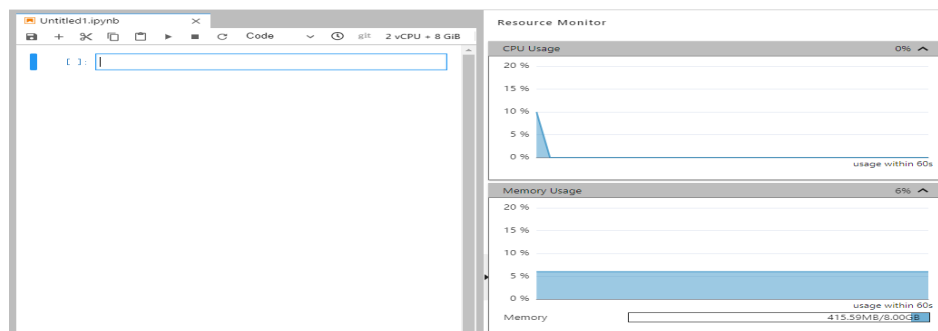 Untitled1.ipynb
Code
git
2 vCPU + 8 GiB
[ ]:
Resource Monitor
CPU Usage
0%
20 %
15 %
10 %
5 %
0 %
usage within 60s
Memory Usage
6%
20 %
15 %
10 %
5 %
0 %
usage within 60s
Memory
415.59MB/8.00GB